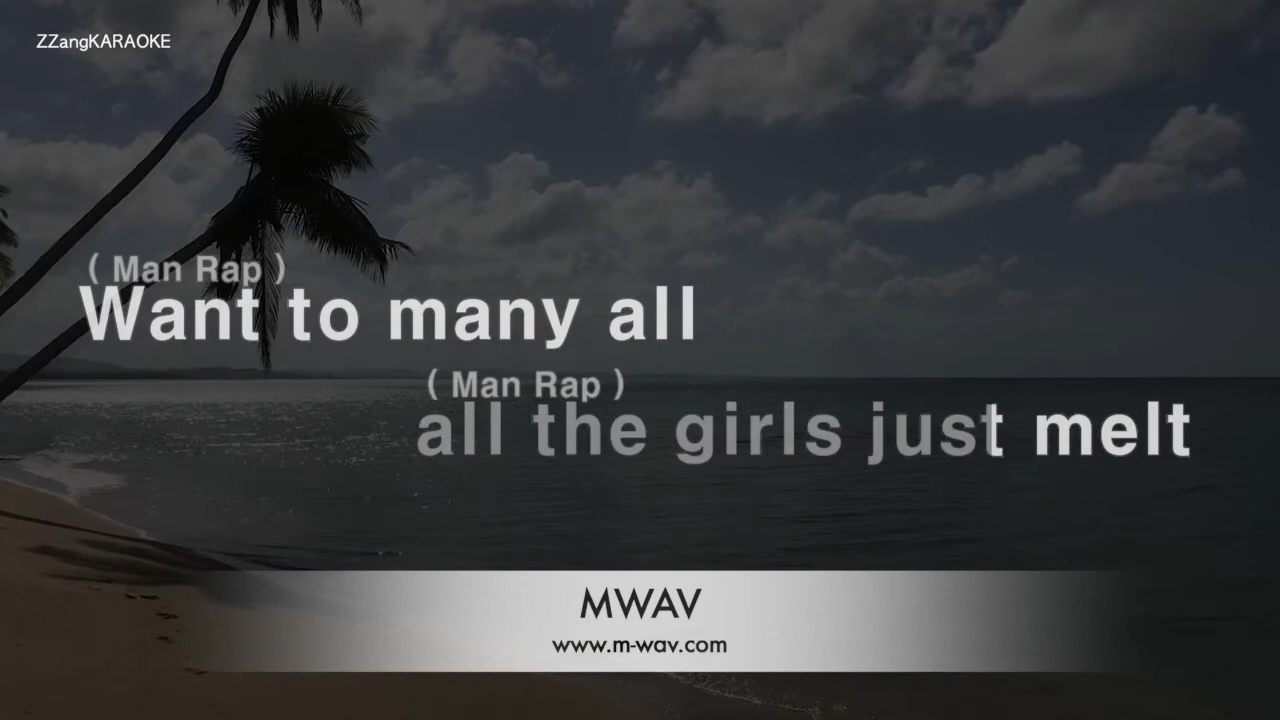 ZZangKARAOKE
( Man Rap )
Want to many all
( Man Rap )
all the girls just melt
MWAV
www.m-wav.com